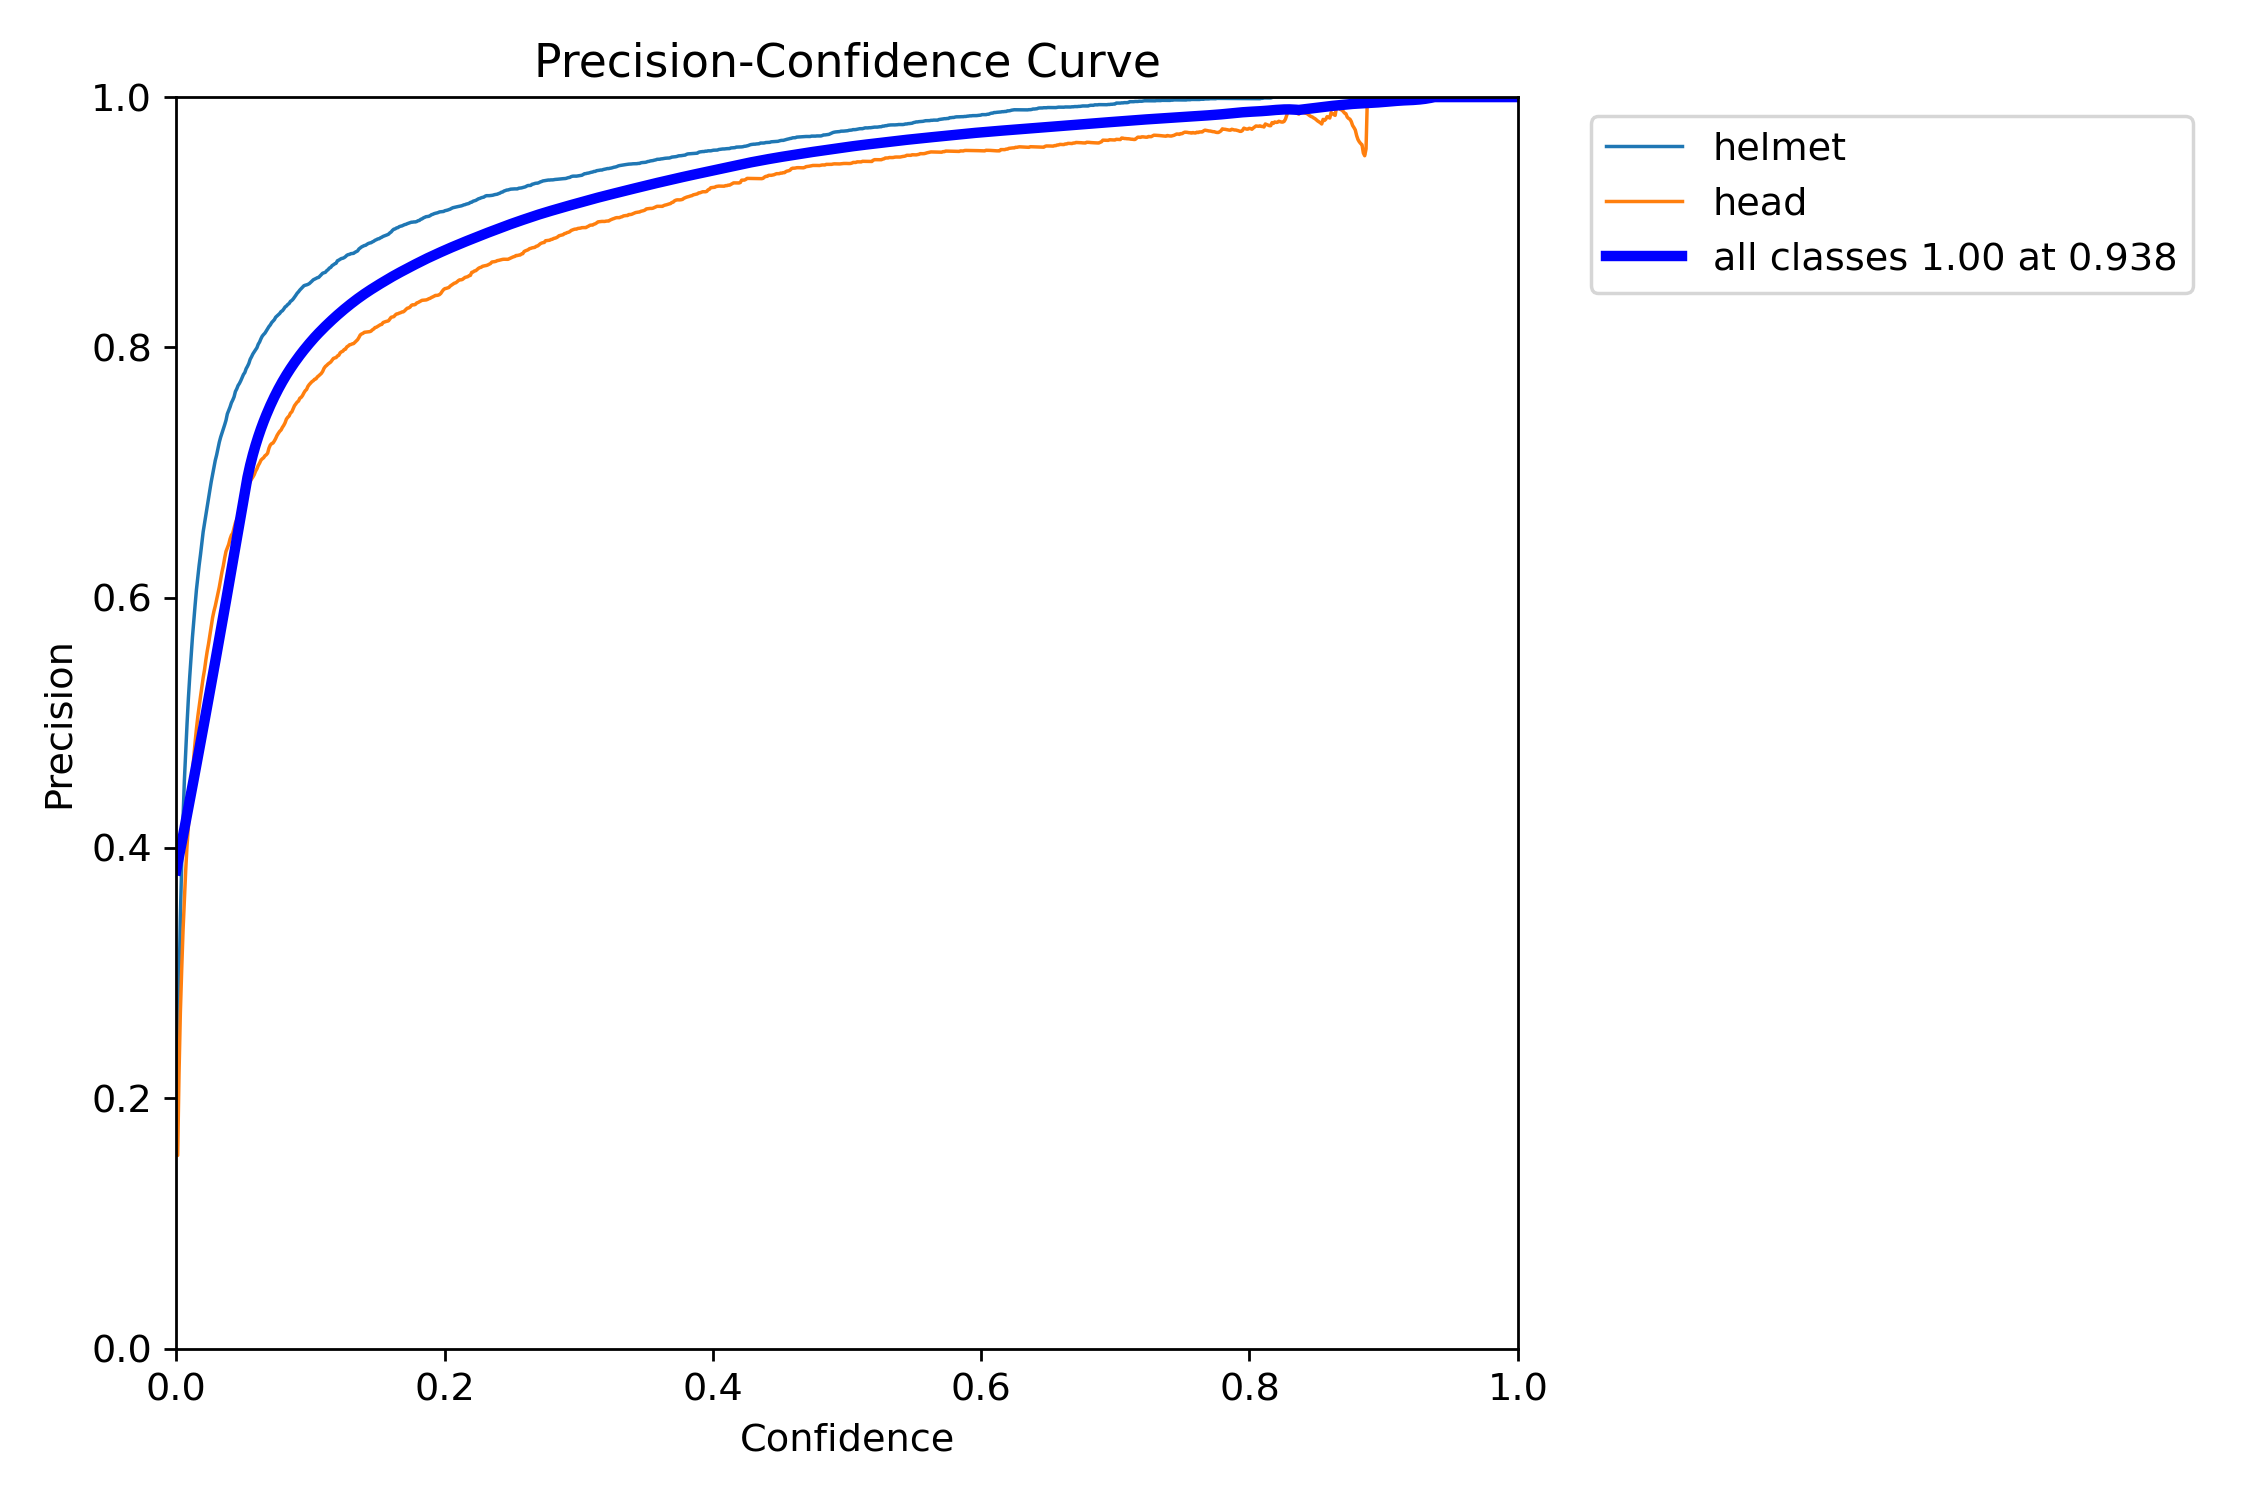 Precision-Confidence Curve
1.0
0.8
0.6
0.4
0.2
0.0
Precision
0.0 0.2 0.4 0.6 0.8 1.0
Confidence
helmet
head
all classes 1.00 at 0.938